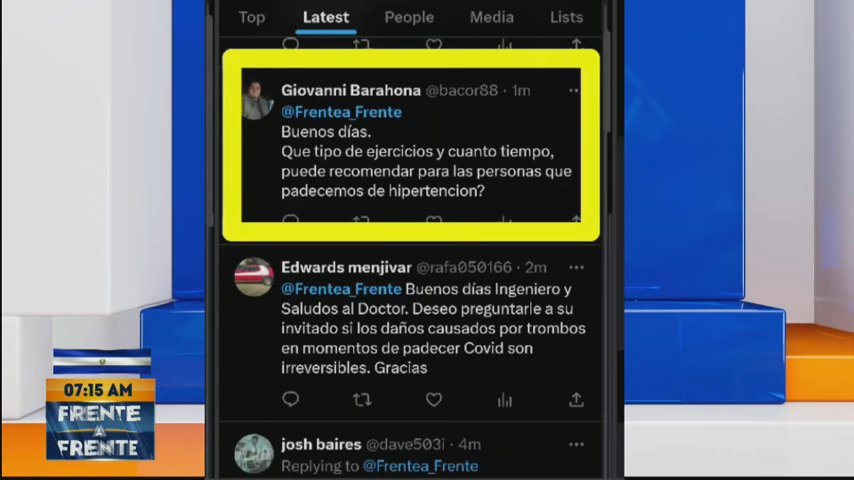 Top Latest People Media Lists
Giovanni Barahona @bacor88 · 1m
@Frentea_Frente
Buenos días.
Que tipo de ejercicios y cuanto tiempo,
puede recomendar para las personas que
padecemos de hipertencion?
Edwards menjivar @rafa050166 · 2m
@Frentea_Frente Buenos días Ingeniero y
Saludos al Doctor. Deseo preguntarle a su
invitado si los daños causados por trombos
en momentos de padecer Covid son
irreversibles. Gracias
josh baires @dave503i · 4m
Replying to @Frentea_Frente
07:15 AM
FRENTE
A
FRENTE